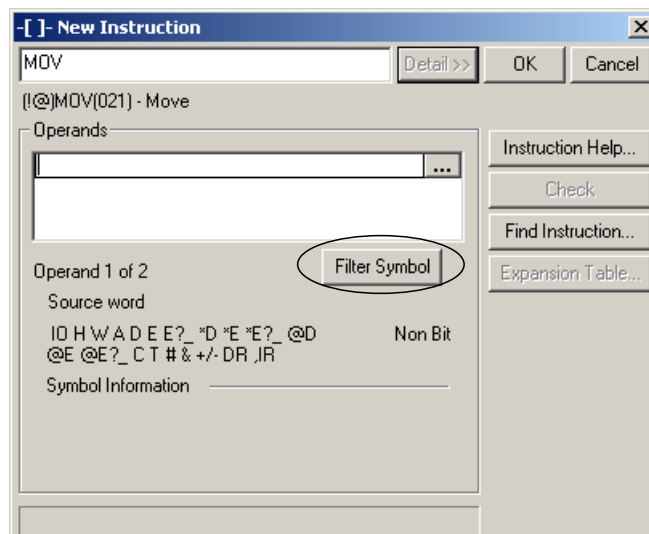 -[ ]- New Instruction
MOV
Detail >>
OK
Cancel
(!@)MOV(021) - Move
Operands
...
Instruction Help...
Check
Find Instruction...
Expansion Table...
Filter Symbol
Operand 1 of 2
Source word
IO H W A D E E?_ *D *E *E?_ @D
@E @E?_ C T # & +/- DR ,IR
Non Bit
Symbol Information